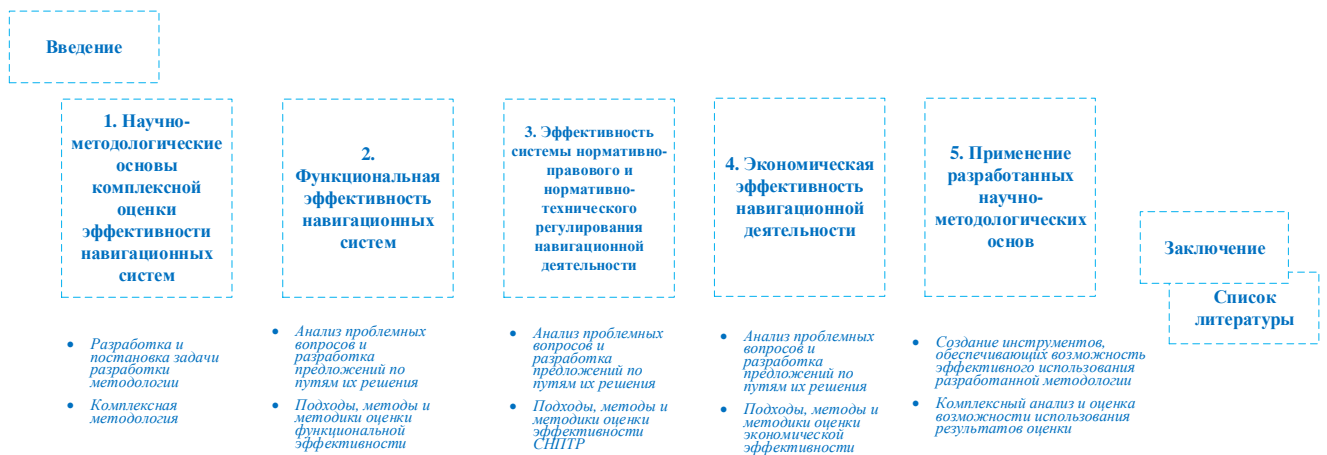 Введение
1. Научно-
методологические
основы
комплексной
оценки
эффективности
навигационных
систем
2.
Функциональная
эффективность
навигационных
систем
3. Эффективность
системы нормативно-
правового и
нормативно-
технического
регулирования
навигационной
деятельности
4. Экономическая
эффективность
навигационной
деятельности
5. Применение
разработанных
научно-
методологических
основ
Заключение
Список
литературы
• Разработка и
постановка задачи
разработки
методологии
• Комплексная
методология
• Анализ проблемных
вопросов и
разработка
предложений по
путям их решения
• Подходы, методы и
методики оценки
функциональной
эффективности
• Анализ проблемных
вопросов и
разработка
предложений по
путям их решения
• Подходы, методы и
методики оценки
эффективности
СНПТР
• Анализ проблемных
вопросов и
разработка
предложений по
путям их решения
• Подходы, методы и
методики оценки
экономической
эффективности
• Создание инструментов,
обеспечивающих возможность
эффективного использования
разработанной методологии
• Комплексный анализ и оценка
возможности использования
результатов оценки